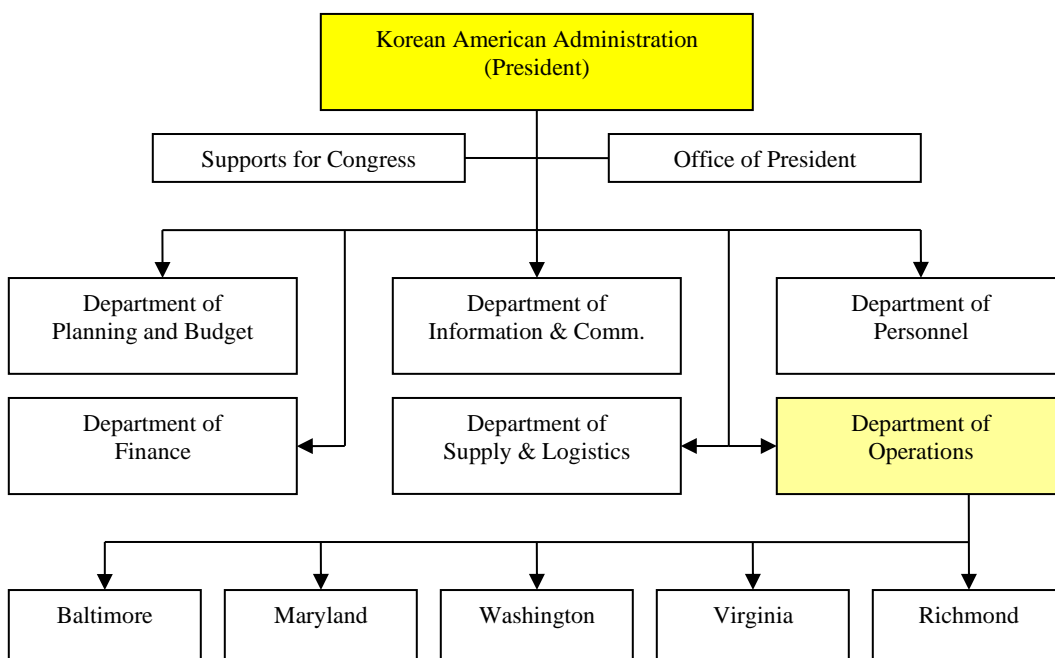 Korean American Administration
(President)
Supports for Congress
Office of President
Department of
Planning and Budget
Department of
Information & Comm.
Department of
Personnel
Department of
Finance
Department of
Supply & Logistics
Department of
Operations
Baltimore
Maryland
Washington
Virginia
Richmond